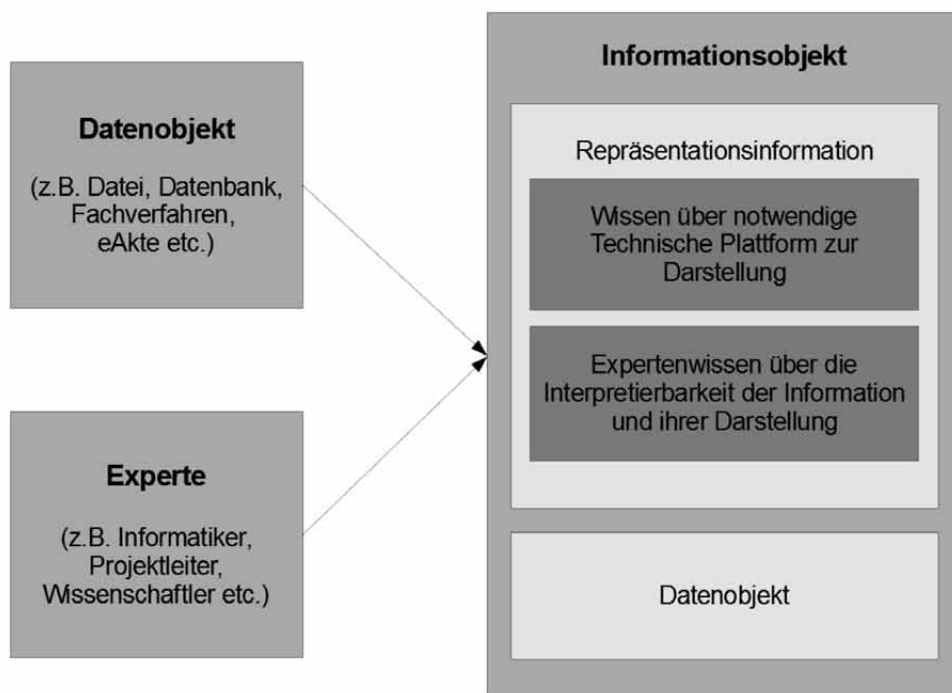 Datenobjekt
(z.B. Datei, Datenbank,
Fachverfahren,
eAkte etc.)
Experte
(z.B. Informatiker,
Projektleiter,
Wissenschaftler etc.)
Informationsobjekt
Repräsentationsinformation
Wissen über notwendige
Technische Plattform zur
Darstellung
Expertenwissen über die
Interpretierbarkeit der Information
und ihrer Darstellung
Datenobjekt